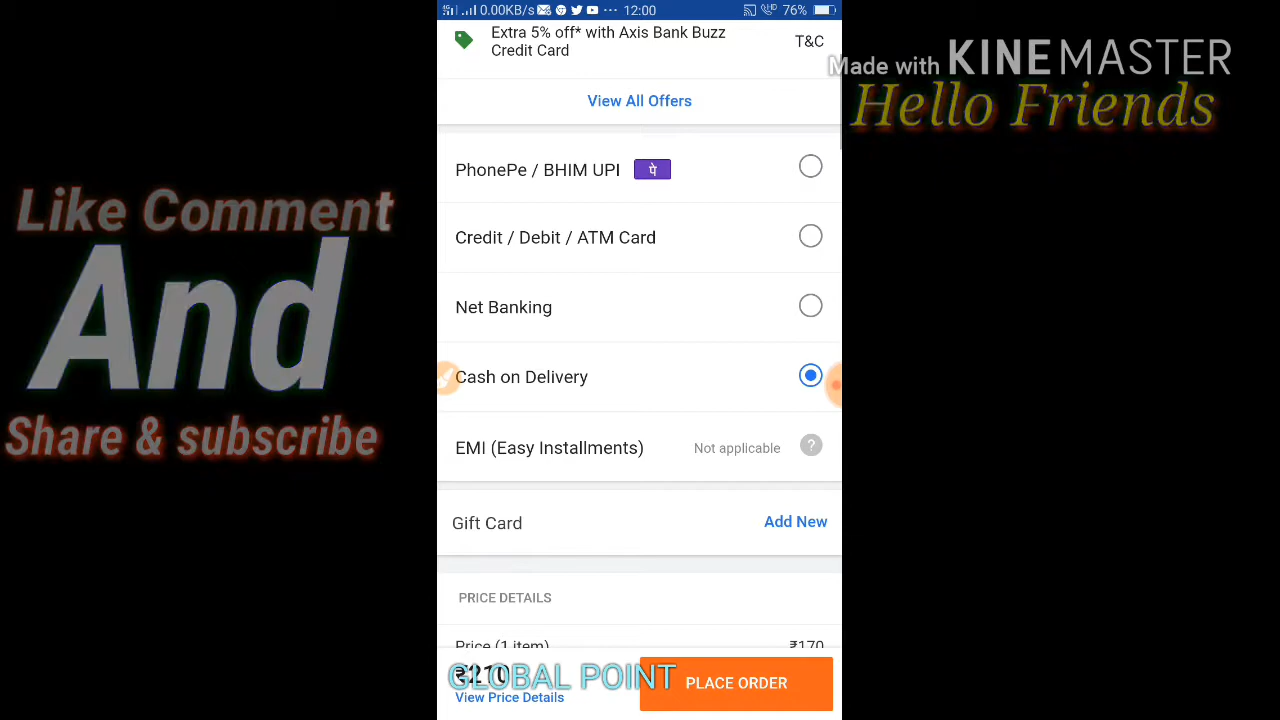 0.00KB/s
12:00
76%
Extra 5% off* with Axis Bank Buzz
Credit Card
T&C
View All Offers
PhonePe / BHIM UPI पे
Credit / Debit / ATM Card
Net Banking
Cash on Delivery
EMI (Easy Installments) Not applicable ?
Gift Card Add New
PRICE DETAILS
Price (1 item) ₹170
₹210
GLOBAL POINT
View Price Details
PLACE ORDER
Like Comment
And
Share & subscribe
Made with KINEMASTER
Hello Friends